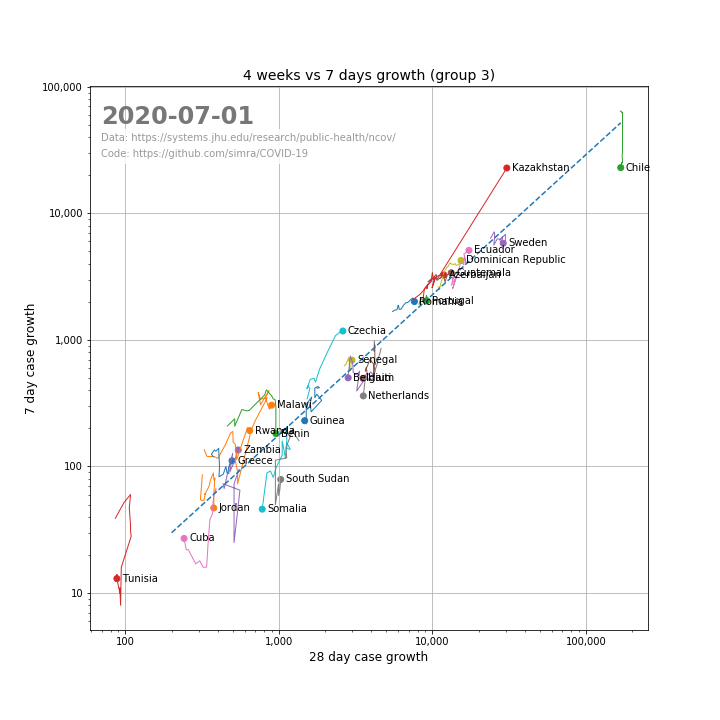 4 weeks vs 7 days growth (group 3)
100,000
2020-07-01
Data: https://systems.jhu.edu/research/public-health/ncov/
Code: https://github.com/simra/COVID-19
Kazakhstan
Chile
10,000
Sweden
Ecuador
Dominican Republic
Guatemala
Azerbaijan
Portugal
Romania
7 day case growth
Czechia
1,000
Senegal
Belgium
Haiti
Netherlands
Malawi
Guinea
Rwanda
Benin
Zambia
Greece
100
South Sudan
Jordan
Somalia
Cuba
Tunisia
10
100
1,000
10,000
100,000
28 day case growth